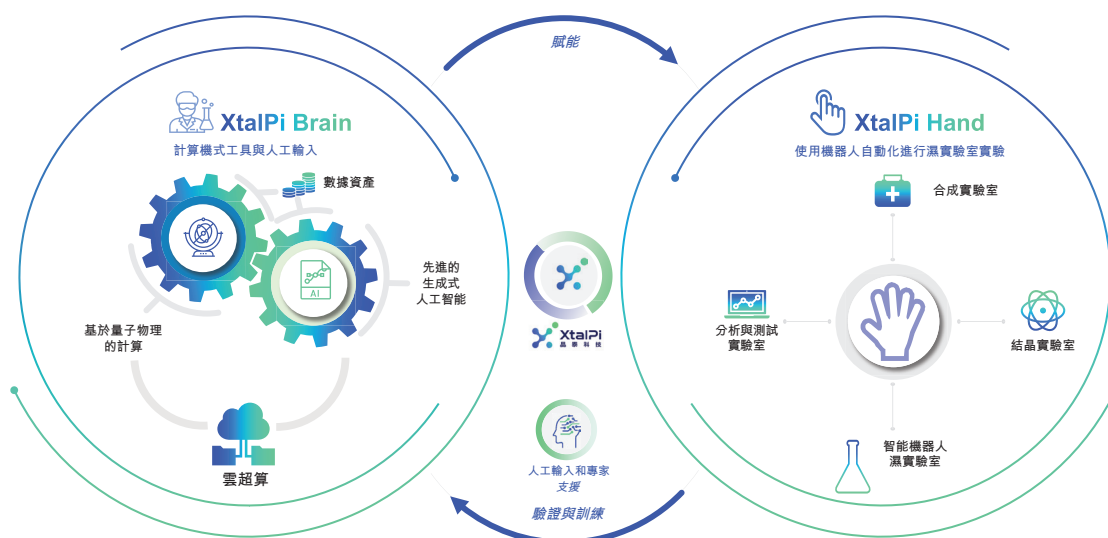 賦能
XtalPi Brain
計算機式工具與人工輸入
數據資產
AI
先進的
生成式
人工智能
基於量子物理
的計算
雲超算
XtalPi
晶泰科技
人工輸入和專家
支援
驗證與訓練
XtalPi Hand
使用機器人自動化進行濕實驗室實驗
合成實驗室
分析與測試
實驗室
結晶實驗室
智能機器人
濕實驗室